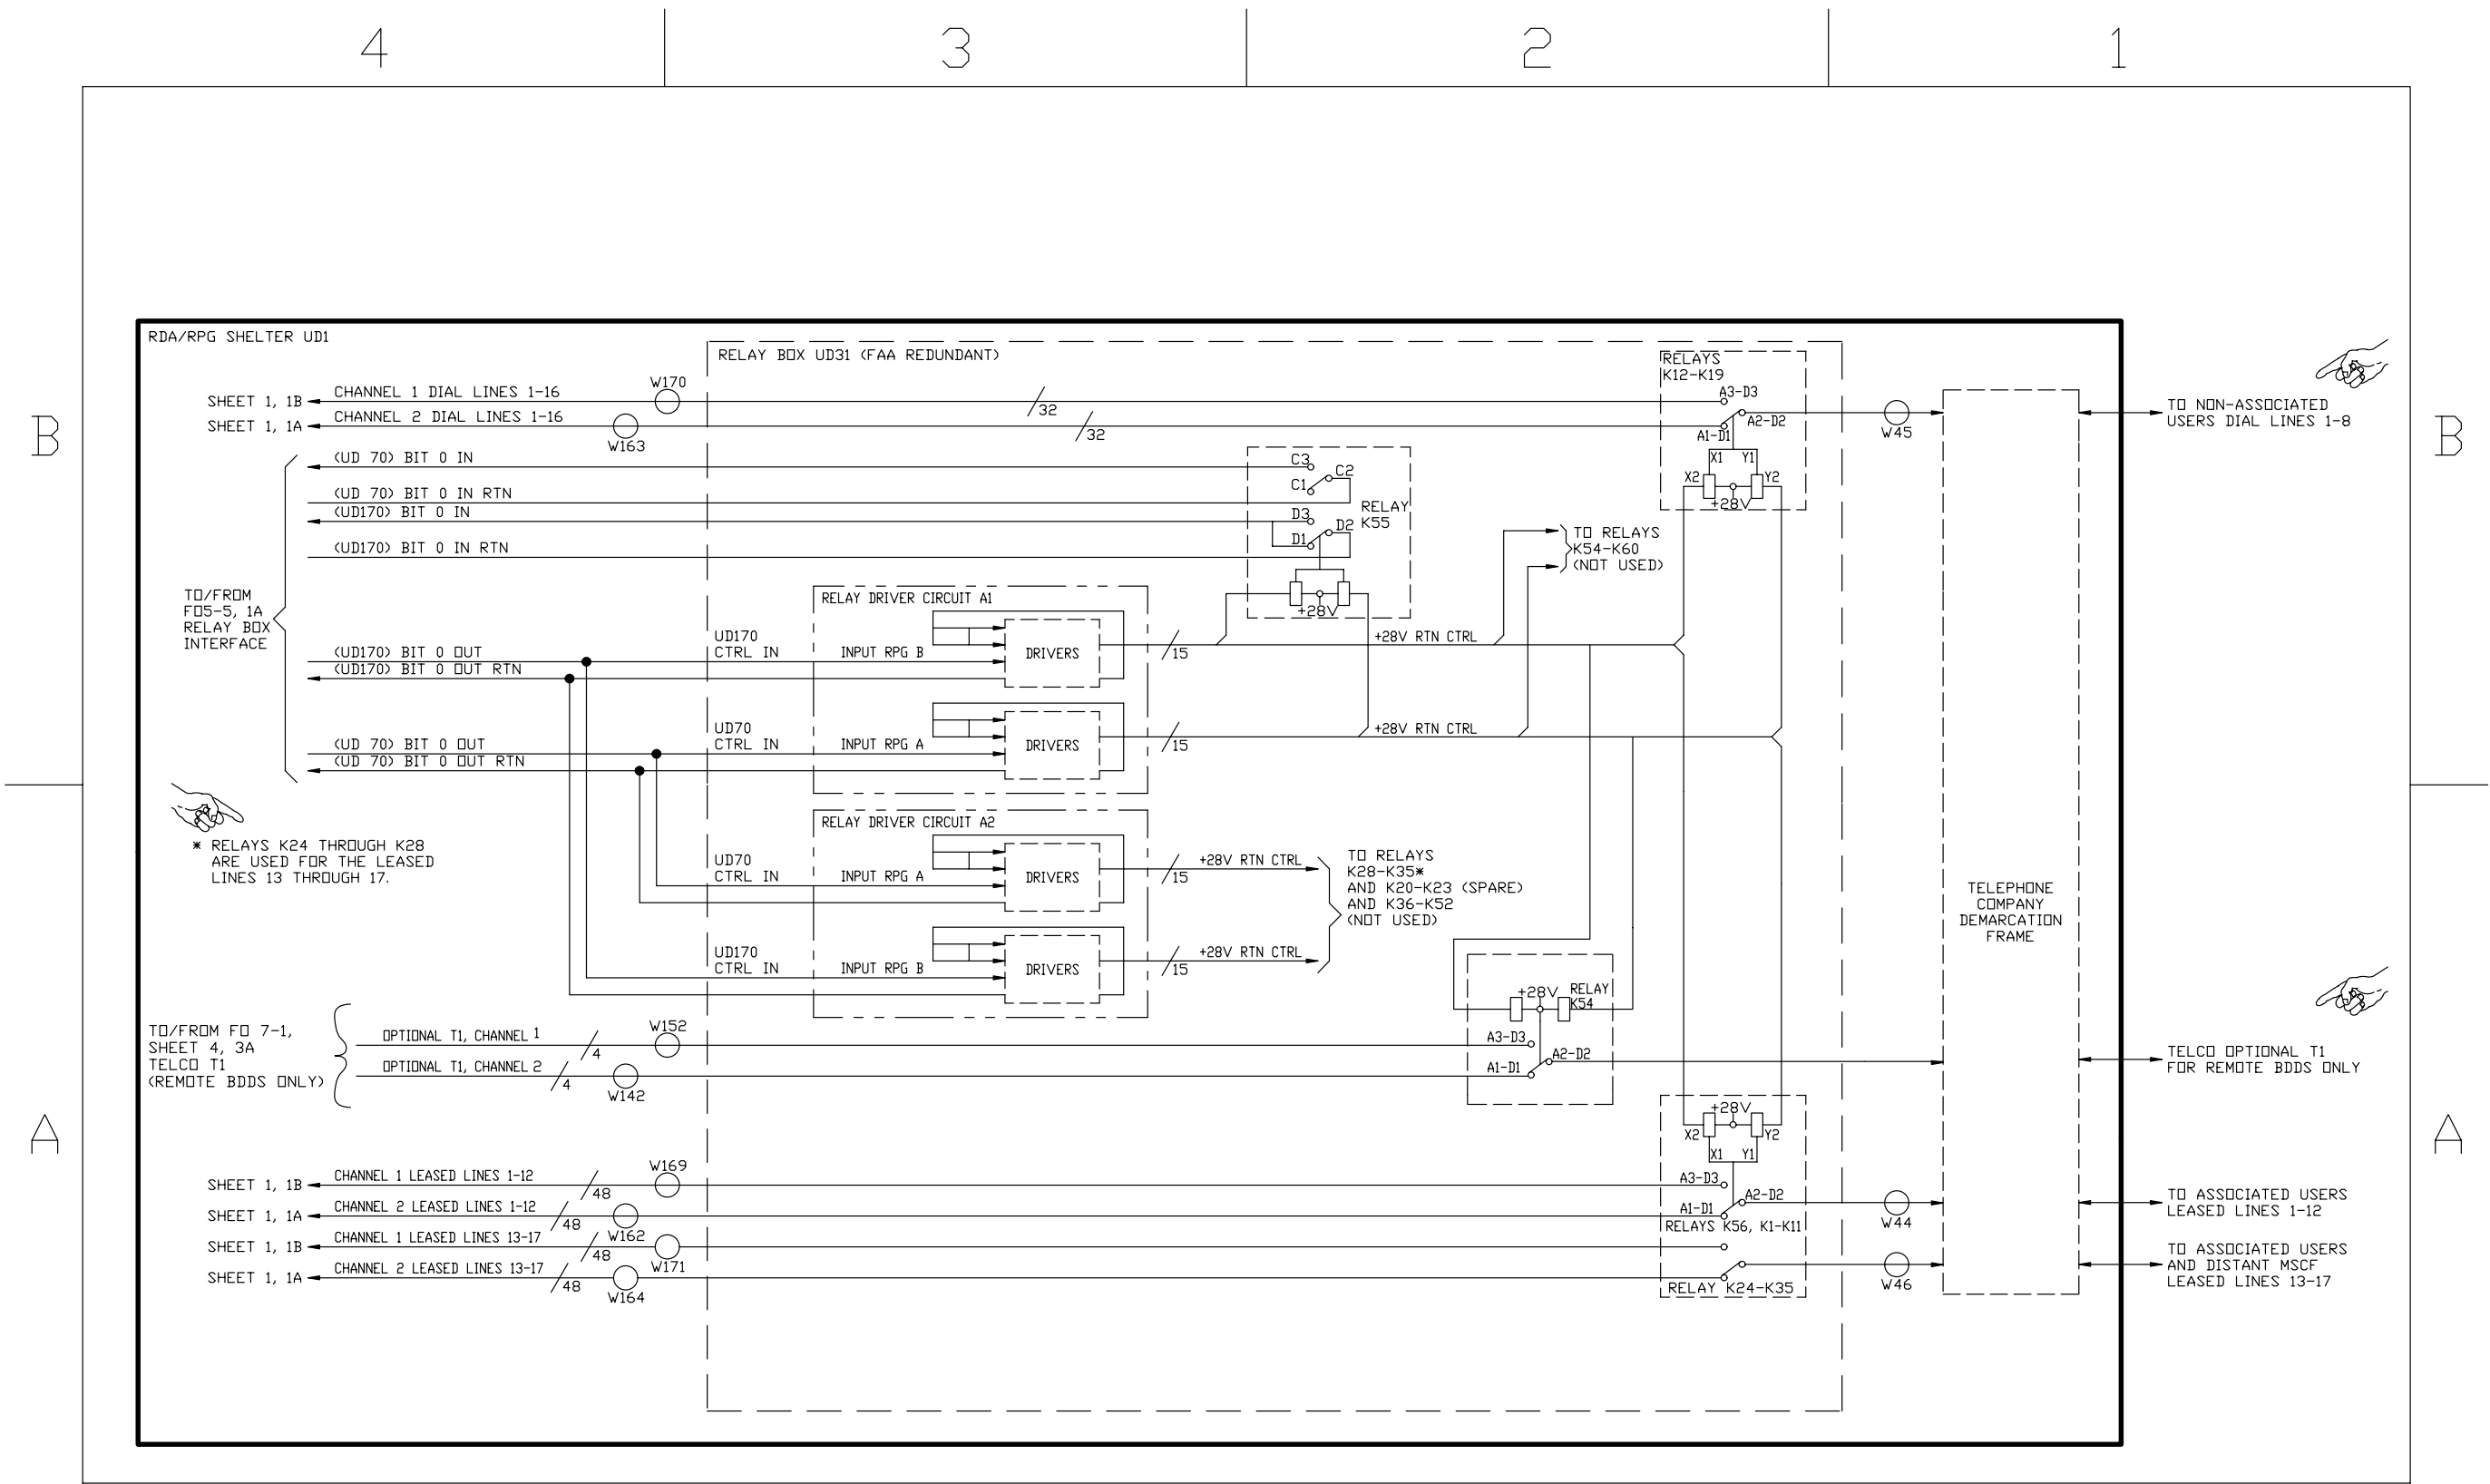 4
3
2
1
B
B
A
A
RDA/RPG SHELTER UD1
RELAY BOX UD31 (FAA REDUNDANT)
SHEET 1, 1B
CHANNEL 1 DIAL LINES 1-16
W170
32
SHEET 1, 1A
CHANNEL 2 DIAL LINES 1-16
W163
32
RELAYS
K12-K19
A3-D3
A2-D2
A1-D1
X1 Y1
X2 Y2
+28V
W45
TO NON-ASSOCIATED
USERS DIAL LINES 1-8
(UD 70) BIT 0 IN
(UD 70) BIT 0 IN RTN
(UD170) BIT 0 IN
(UD170) BIT 0 IN RTN
C3
C2
C1
RELAY
K55
D3
D2
D1
+28V
TO RELAYS
K54-K60
(NOT USED)
TO/FROM
FO5-5, 1A
RELAY BOX
INTERFACE
(UD170) BIT 0 OUT
(UD170) BIT 0 OUT RTN
(UD 70) BIT 0 OUT
(UD 70) BIT 0 OUT RTN
RELAY DRIVER CIRCUIT A1
UD170
CTRL IN
INPUT RPG B
DRIVERS
15
+28V RTN CTRL
UD70
CTRL IN
INPUT RPG A
DRIVERS
15
+28V RTN CTRL
* RELAYS K24 THROUGH K28
ARE USED FOR THE LEASED
LINES 13 THROUGH 17.
RELAY DRIVER CIRCUIT A2
UD70
CTRL IN
INPUT RPG A
DRIVERS
15
+28V RTN CTRL
UD170
CTRL IN
INPUT RPG B
DRIVERS
15
+28V RTN CTRL
TO RELAYS
K28-K35*
AND K20-K23 (SPARE)
AND K36-K52
(NOT USED)
TELEPHONE
COMPANY
DEMARCATION
FRAME
TO/FROM FO 7-1,
SHEET 4, 3A
TELCO T1
(REMOTE BDDS ONLY)
OPTIONAL T1, CHANNEL 1
4
W152
OPTIONAL T1, CHANNEL 2
4
W142
+28V
RELAY
K54
A3-D3
A2-D2
A1-D1
TELCO OPTIONAL T1
FOR REMOTE BDDS ONLY
+28V
X2 Y2
X1 Y1
SHEET 1, 1B
CHANNEL 1 LEASED LINES 1-12
48
W169
SHEET 1, 1A
CHANNEL 2 LEASED LINES 1-12
48
W162
SHEET 1, 1B
CHANNEL 1 LEASED LINES 13-17
48
W171
SHEET 1, 1A
CHANNEL 2 LEASED LINES 13-17
48
W164
A3-D3
A2-D2
A1-D1
RELAYS K56, K1-K11
RELAY K24-K35
W44
W46
TO ASSOCIATED USERS
LEASED LINES 1-12
TO ASSOCIATED USERS
AND DISTANT MSCF
LEASED LINES 13-17